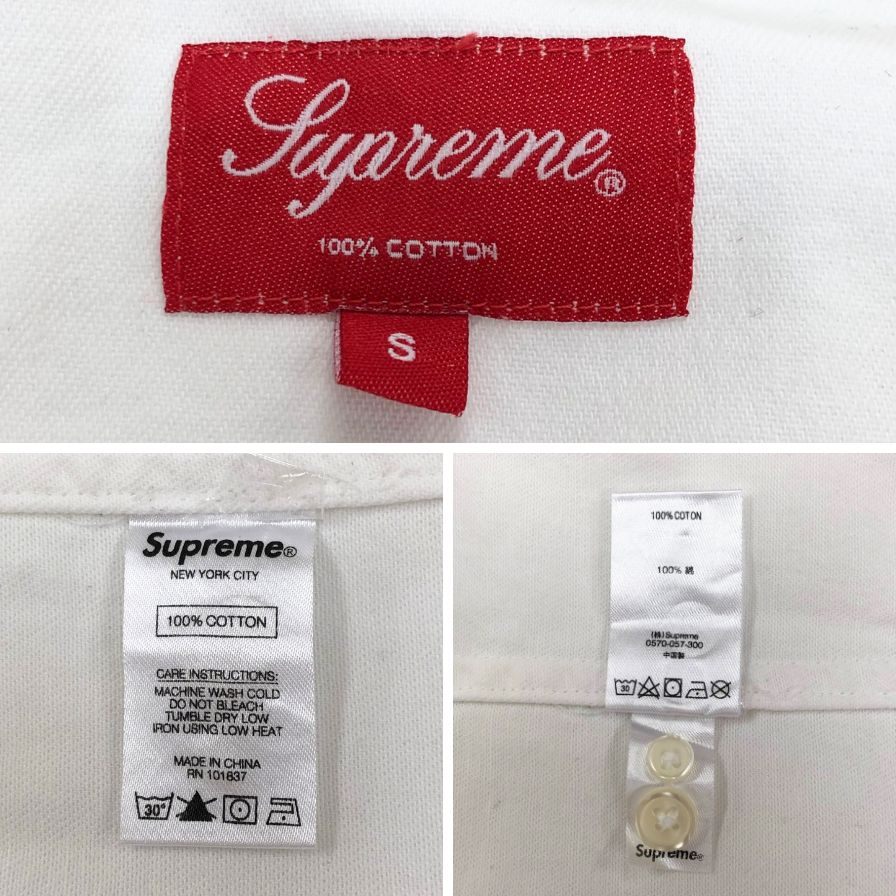 Supreme®
100% COTTON
S
Supreme®
NEW YORK CITY
100% COTTON
CARE INSTRUCTIONS:
MACHINE WASH COLD
DO NOT BLEACH
TUMBLE DRY LOW
IRON USING LOW HEAT
MADE IN CHINA
RN 101837
30°
100% COTON
100% 綿
(株)Supreme
0570-057-300
中国製
30
Supreme®